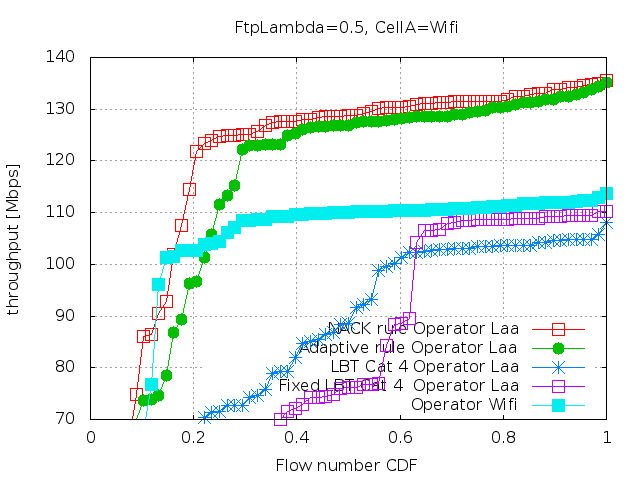 FtpLambda=0.5, CellA=Wifi
140
130
120
110
100
90
80
70
throughput [Mbps]
NACK rule Operator Laa
Adaptive rule Operator Laa
LBT Cat 4 Operator Laa
Fixed LBT Cat 4 Operator Laa
Operator Wifi
0 0.2 0.4 0.6 0.8 1
Flow number CDF